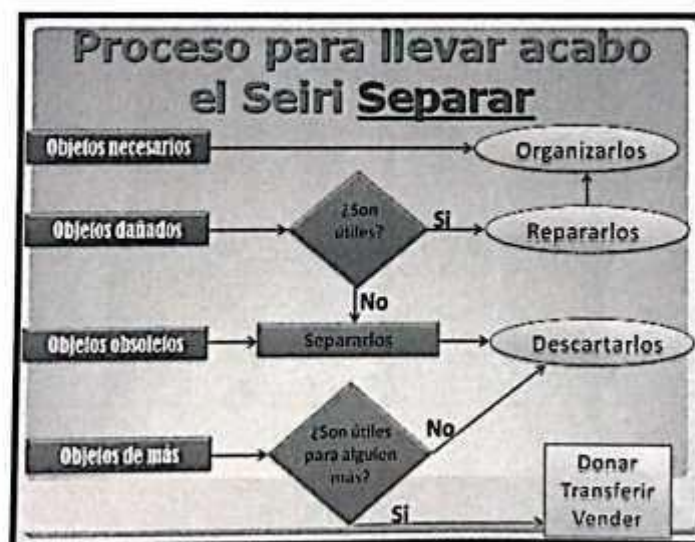 Proceso para llevar acabo
el Seiri Separar
Objetos necesarios
Organizarlos
Objetos dañados
¿Son
útiles?
Si
Repararlos
No
Objetos obsoletos
Separarlos
Descartarlos
Objetos de más
¿Son útiles
para alguien
más?
No
Si
Donar
Transferir
Vender